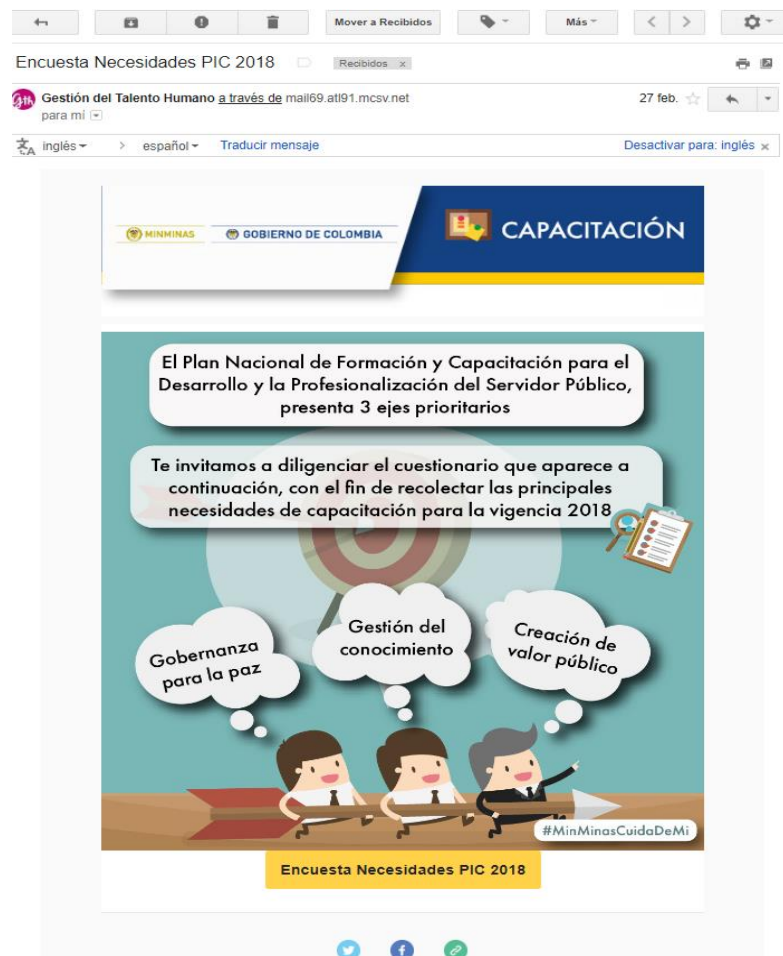 Mover a Recibidos
Más
Encuesta Necesidades PIC 2018
Recibidos x
Gestión del Talento Humano a través de mail69.atl91.mcsv.net
27 feb.
para mí
inglés
español
Traducir mensaje
Desactivar para: inglés x
MINMINAS
GOBIERNO DE COLOMBIA
CAPACITACIÓN
El Plan Nacional de Formación y Capacitación para el
Desarrollo y la Profesionalización del Servidor Público,
presenta 3 ejes prioritarios
Te invitamos a diligenciar el cuestionario que aparece a
continuación, con el fin de recolectar las principales
necesidades de capacitación para la vigencia 2018
Gobernanza
para la paz
Gestión del
conocimiento
Creación de
valor público
#MinMinasCuidaDeMi
Encuesta Necesidades PIC 2018